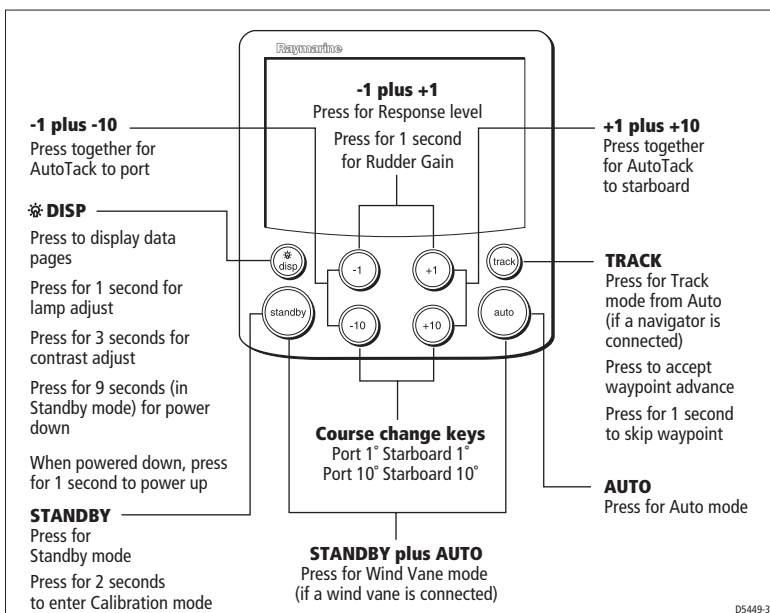 Raymarine
-1 plus +1
Press for Response level
Press for 1 second
for Rudder Gain
-1 plus -10
Press together for
AutoTack to port
+1 plus +10
Press together
for AutoTack
to starboard
DISP
Press to display data
pages
Press for 1 second for
lamp adjust
Press for 3 seconds for
contrast adjust
Press for 9 seconds (in
Standby mode) for power
down
When powered down, press
for 1 second to power up
STANDBY
Press for
Standby mode
Press for 2 seconds
to enter Calibration mode
disp
-1
+1
track
standby
-10
+10
auto
Course change keys
Port 1° Starboard 1°
Port 10° Starboard 10°
STANDBY plus AUTO
Press for Wind Vane mode
(if a wind vane is connected)
TRACK
Press for Track
mode from Auto
(if a navigator is
connected)
Press to accept
waypoint advance
Press for 1 second
to skip waypoint
AUTO
Press for Auto mode
D5449-3